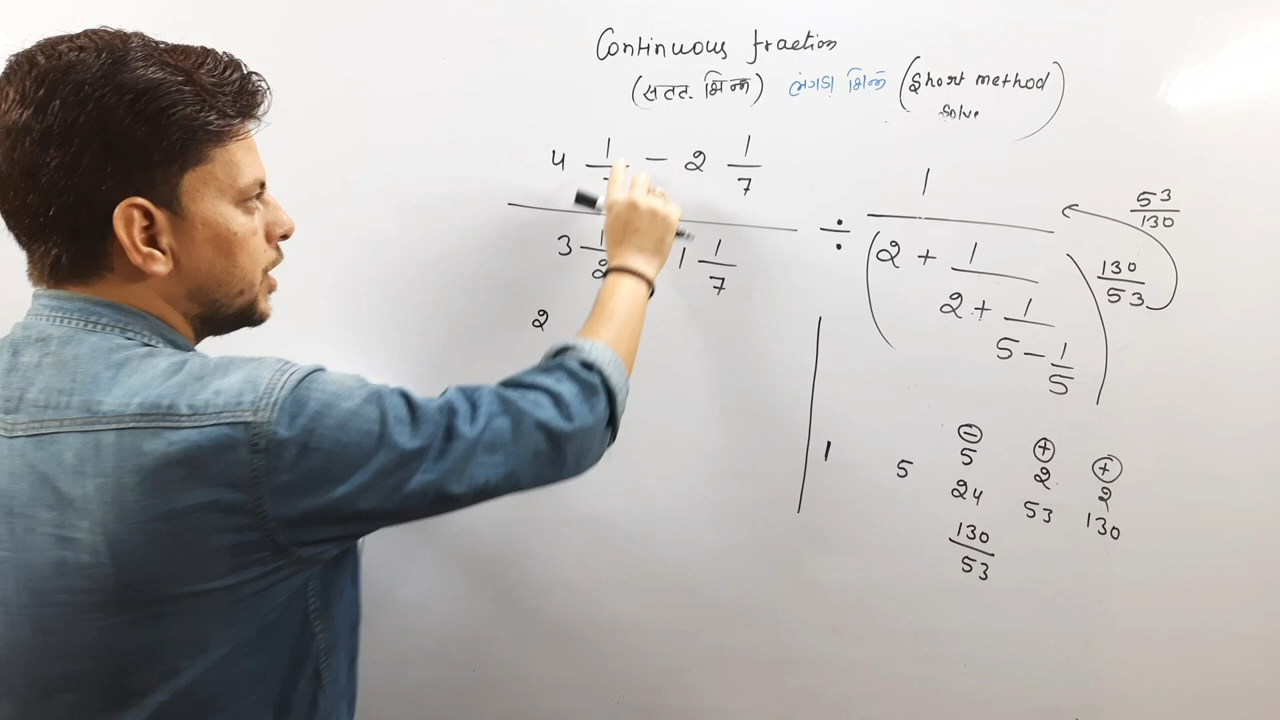 Continuous fraction
(सतत भिन्न) लंगडा भिन्न (Short method
solve)
4 1/7 − 2 1/7
3 1/2 1 1/7
÷
1
(2 + 1
2 + 1
5 − 1/5)
53/130
130/53
2
1 5 ⊖ 5 ⊕ 2 ⊕ 2
24 53 130
130/53